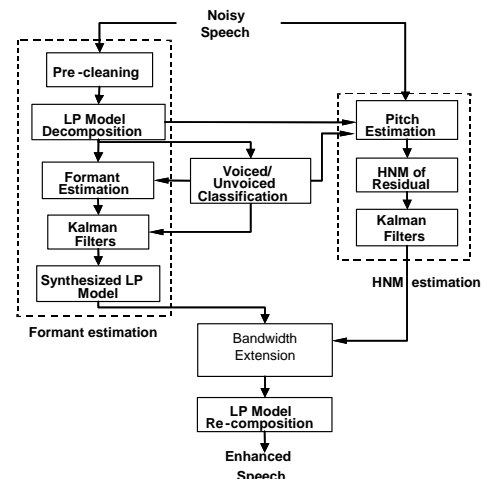 Noisy
Speech
Pre-cleaning
LP Model
Decomposition
Pitch
Estimation
Formant
Estimation
Voiced/
Unvoiced
Classification
HNM of
Residual
Kalman
Filters
Kalman
Filters
Synthesized LP
Model
HNM estimation
Formant estimation
Bandwidth
Extension
LP Model
Re-composition
Enhanced
Speech